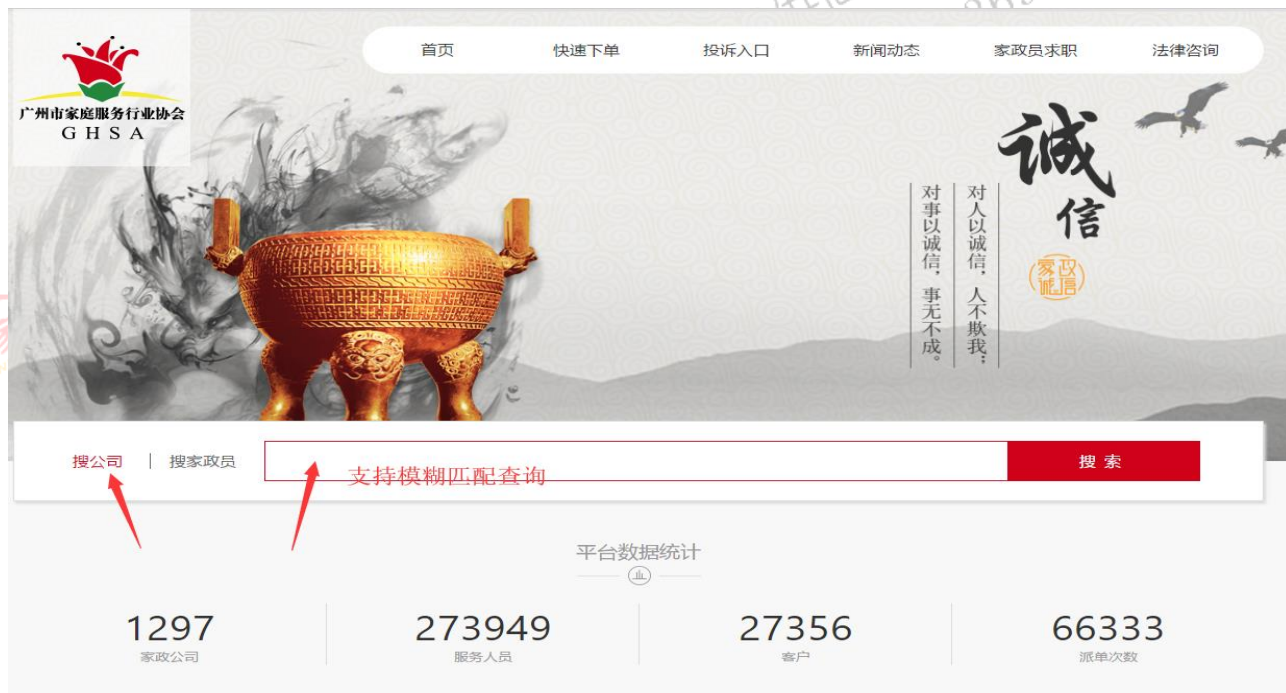 首页
快速下单
投诉入口
新闻动态
家政员求职
法律咨询
广州市家庭服务行业协会
GHSA
誠信
对人以诚信，人不欺我；
对事以诚信，事无不成。
家政
诚信
搜公司
搜家政员
支持模糊匹配查询
搜 索
平台数据统计
1297
家政公司
273949
服务人员
27356
客户
66333
派单次数